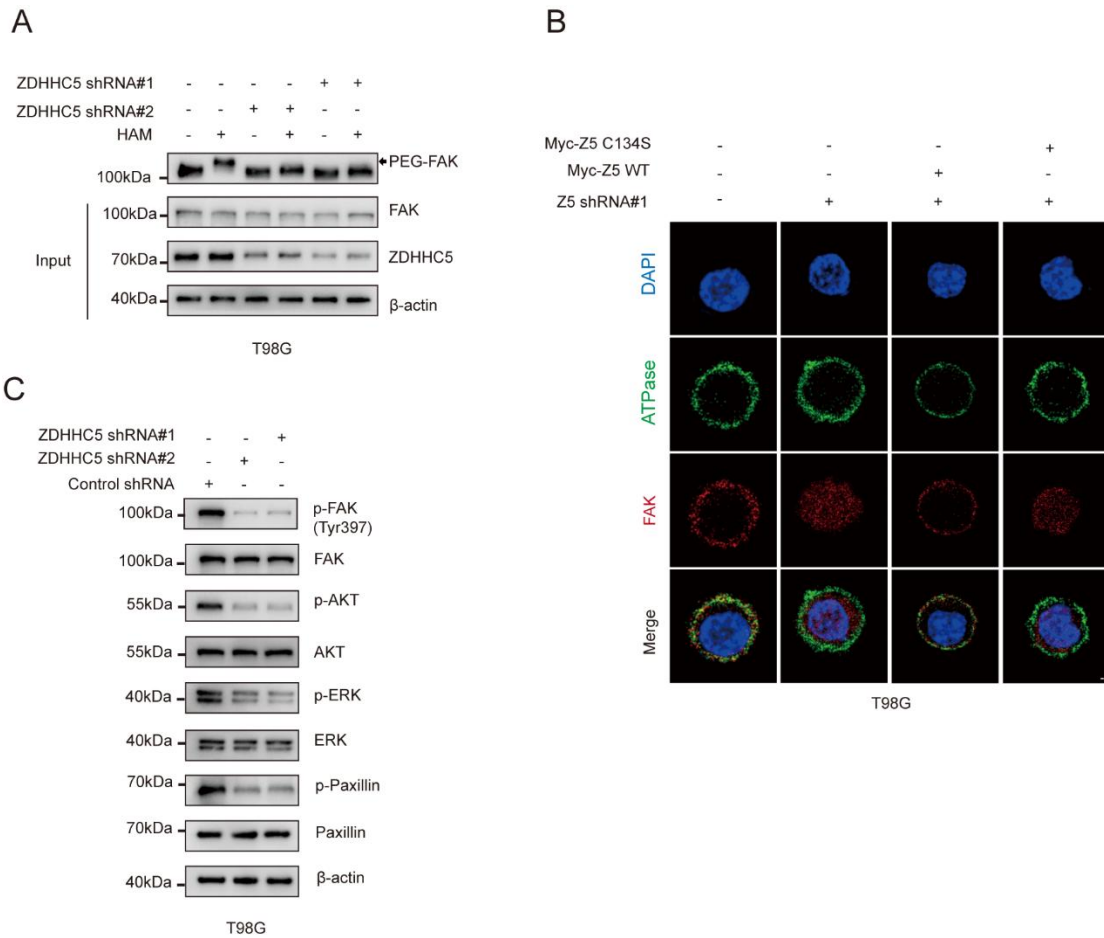 A
ZDHHC5 shRNA#1 - - - - + +
ZDHHC5 shRNA#2 - - + + - -
HAM - + - + - +
PEG-FAK
100kDa
Input
100kDa FAK
70kDa ZDHHC5
40kDa β-actin
T98G
B
Myc-Z5 C134S - - - +
Myc-Z5 WT - - + -
Z5 shRNA#1 - + + +
DAPI
ATPase
FAK
Merge
T98G
C
ZDHHC5 shRNA#1 - - +
ZDHHC5 shRNA#2 - + -
Control shRNA + - -
100kDa p-FAK
(Tyr397)
100kDa FAK
55kDa p-AKT
55kDa AKT
40kDa p-ERK
40kDa ERK
70kDa p-Paxillin
70kDa Paxillin
40kDa β-actin
T98G